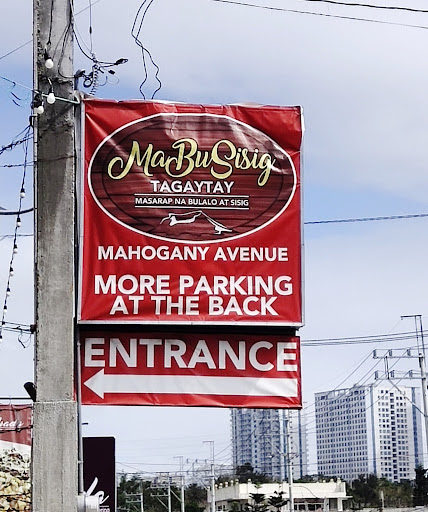 MaBuSisig
TAGAYTAY
MASARAP NA BULALO AT SISIG
MAHOGANY AVENUE
MORE PARKING
AT THE BACK
ENTRANCE